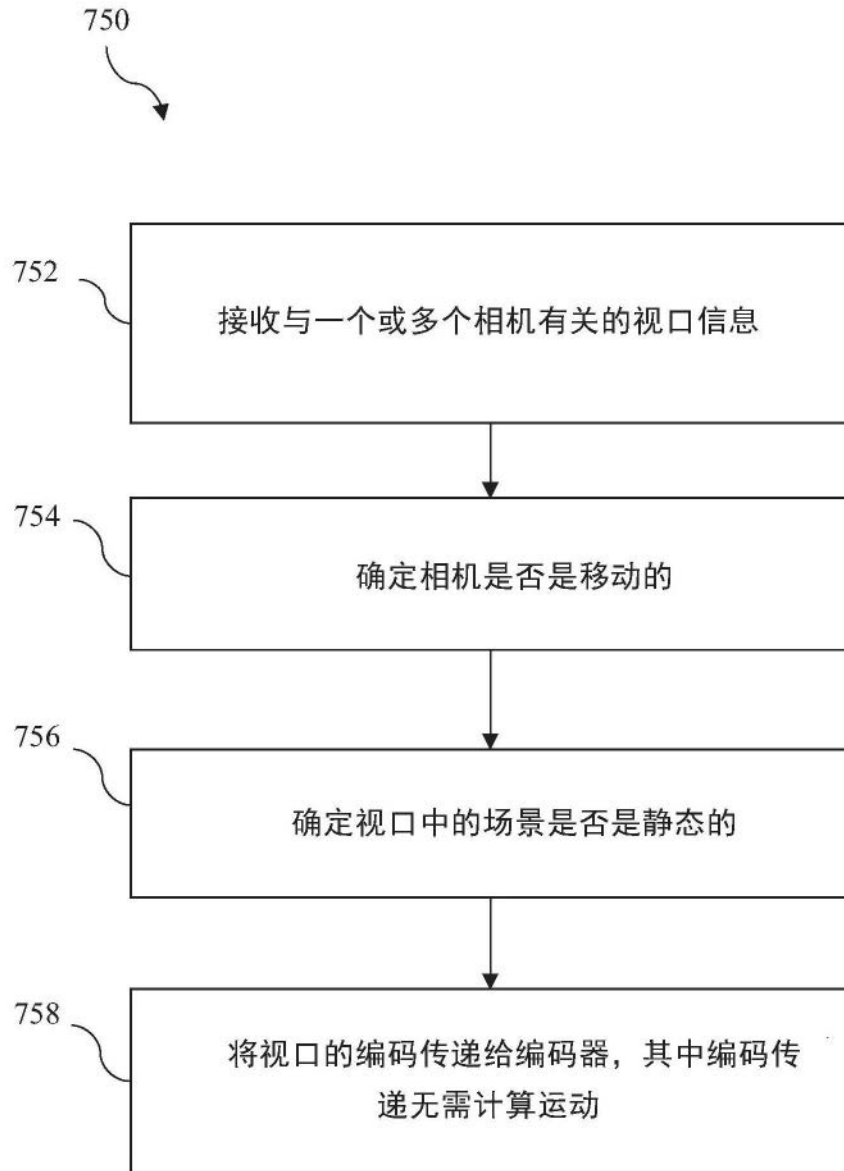 750
752
接收与一个或多个相机有关的视口信息
754
确定相机是否是移动的
756
确定视口中的场景是否是静态的
758
将视口的编码传递给编码器，其中编码传
递无需计算运动